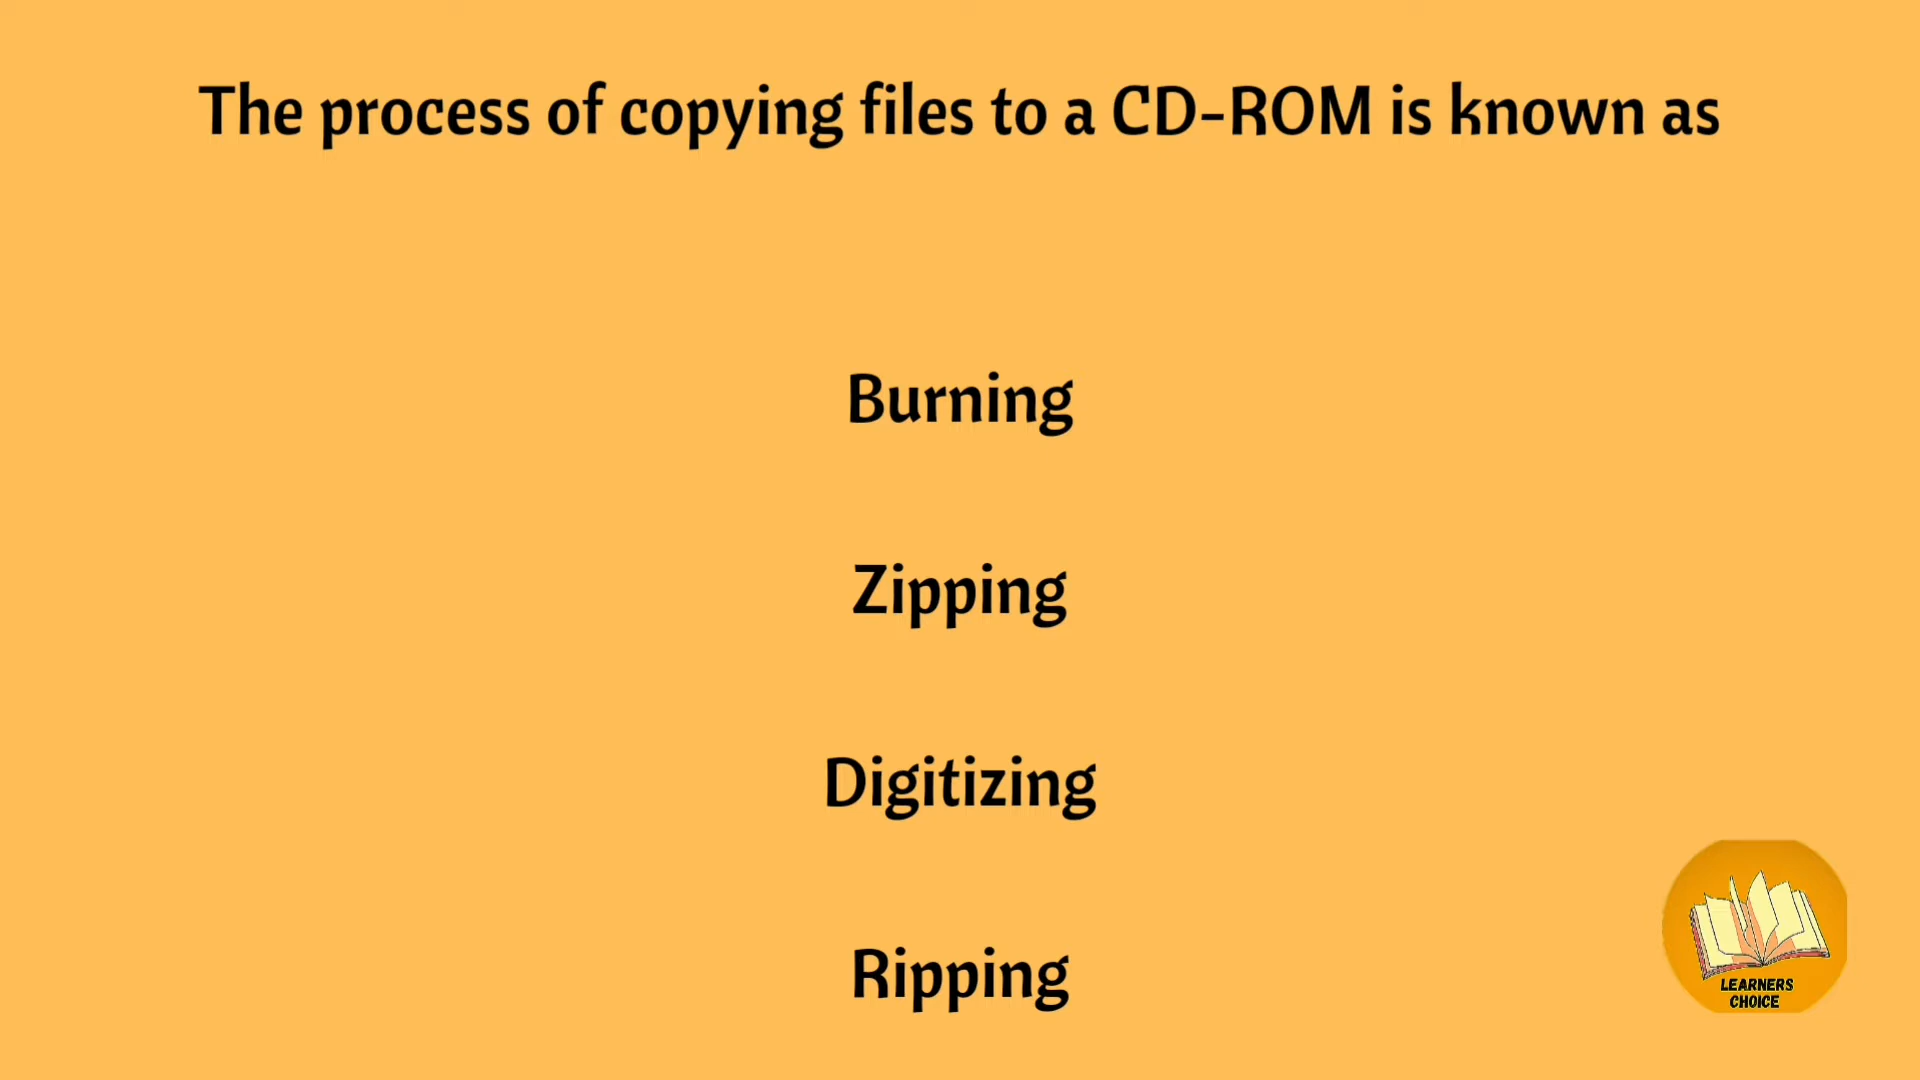 The process of copying files to a CD-ROM is known as
Burning
Zipping
Digitizing
Ripping
LEARNERS
CHOICE